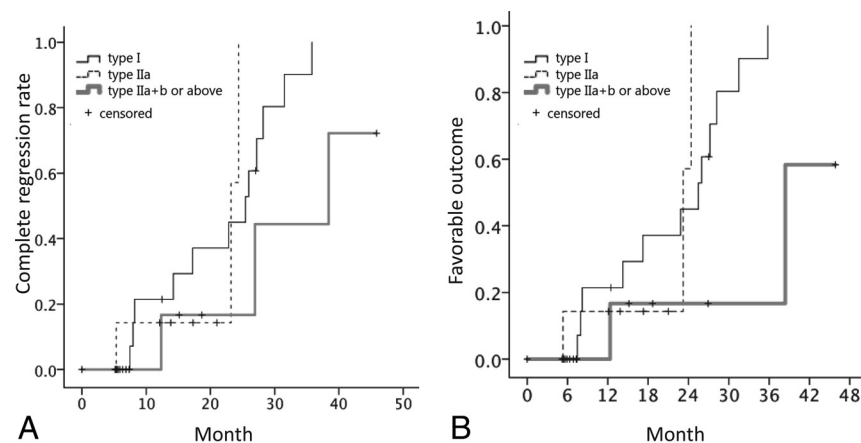 1.0
0.8
0.6
0.4
0.2
0.0
Complete regression rate
type I
type IIa
type IIa+b or above
censored
0 10 20 30 40 50
Month
A
1.0
0.8
0.6
0.4
0.2
0.0
Favorable outcome
type I
type IIa
type IIa+b or above
censored
0 6 12 18 24 30 36 42 48
Month
B